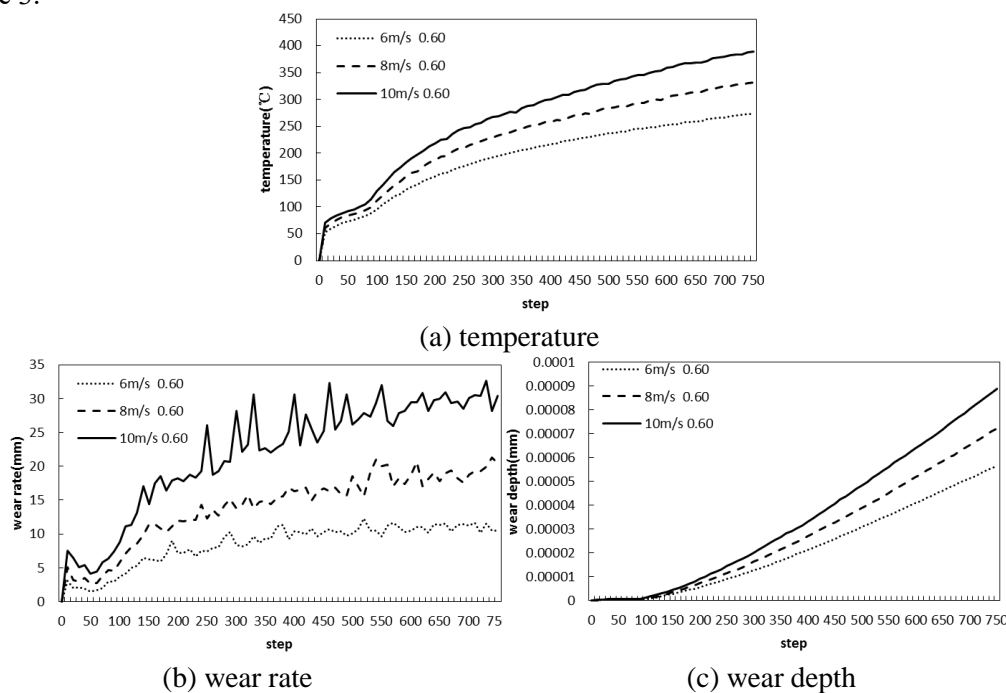 450
400
350
300
250
200
150
100
50
0
temperature(℃)
6m/s 0.60
8m/s 0.60
10m/s 0.60
0 50 100 150 200 250 300 350 400 450 500 550 600 650 700 750
step
(a) temperature
35
30
25
20
15
10
5
0
wear rate(mm)
6m/s 0.60
8m/s 0.60
10m/s 0.60
0 50 100 150 200 250 300 350 400 450 500 550 600 650 700 75
step
(b) wear rate
0.0001
0.00009
0.00008
0.00007
0.00006
0.00005
0.00004
0.00003
0.00002
0.00001
0
wear depth(mm)
6m/s 0.60
8m/s 0.60
10m/s 0.60
0 50 100 150 200 250 300 350 400 450 500 550 600 650 700 750
step
(c) wear depth